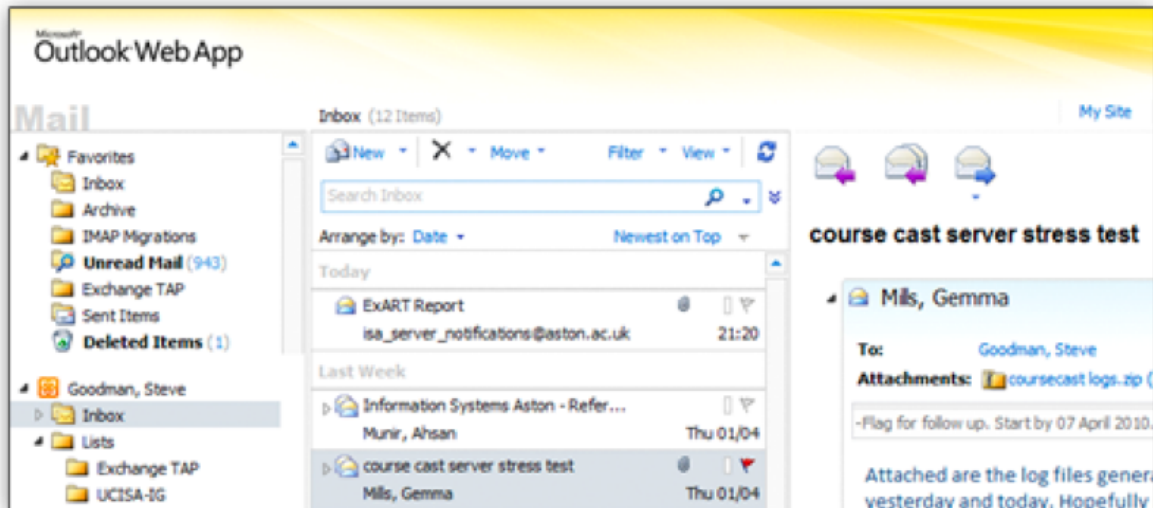 Microsoft®
Outlook Web App
Mail
Favorites
Inbox
Archive
IMAP Migrations
Unread Mail (943)
Exchange TAP
Sent Items
Deleted Items (1)
Goodman, Steve
Inbox
Lists
Exchange TAP
UCISA-IG
Inbox (12 Items)
New Move Filter View
Search Inbox
Arrange by: Date Newest on Top
Today
ExART Report
isa_server_notifications@aston.ac.uk 21:20
Last Week
Information Systems Aston - Refer...
Munir, Ahsan Thu 01/04
course cast server stress test
Mills, Gemma Thu 01/04
My Site
course cast server stress test
Mills, Gemma
To: Goodman, Steve
Attachments: coursecast logs.zip (
-Flag for follow up. Start by 07 April 2010.
Attached are the log files genera
yesterday and today. Hopefully